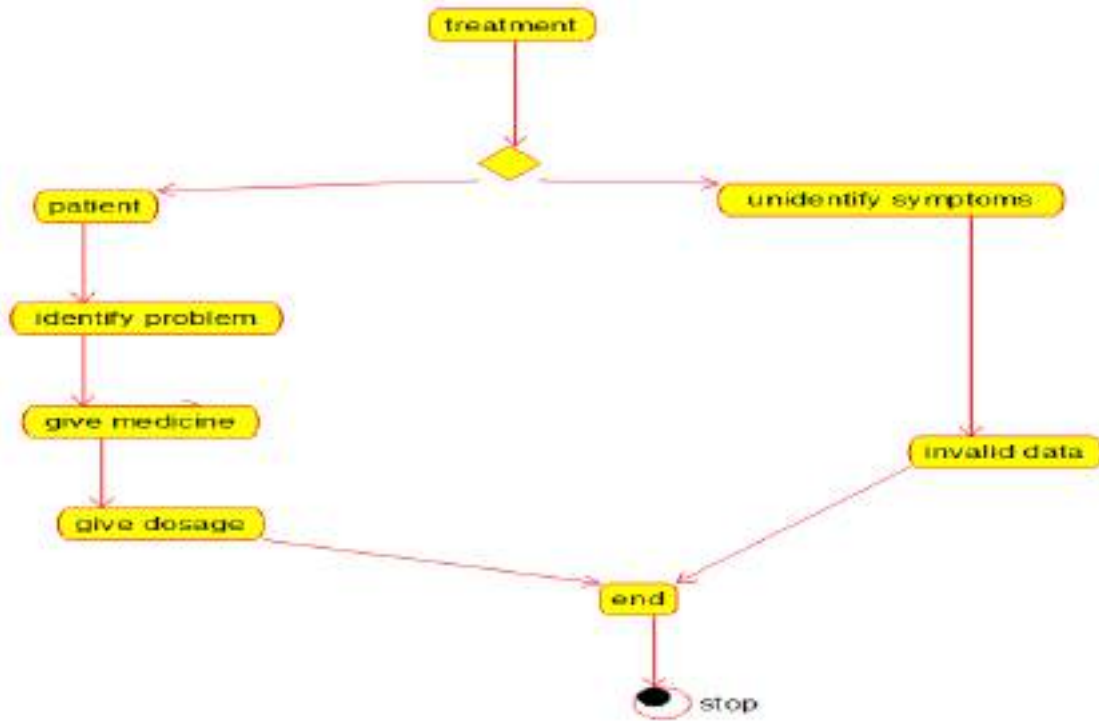 treatment
patient
unidentify symptoms
identify problem
give medicine
invalid data
give dosage
end
stop